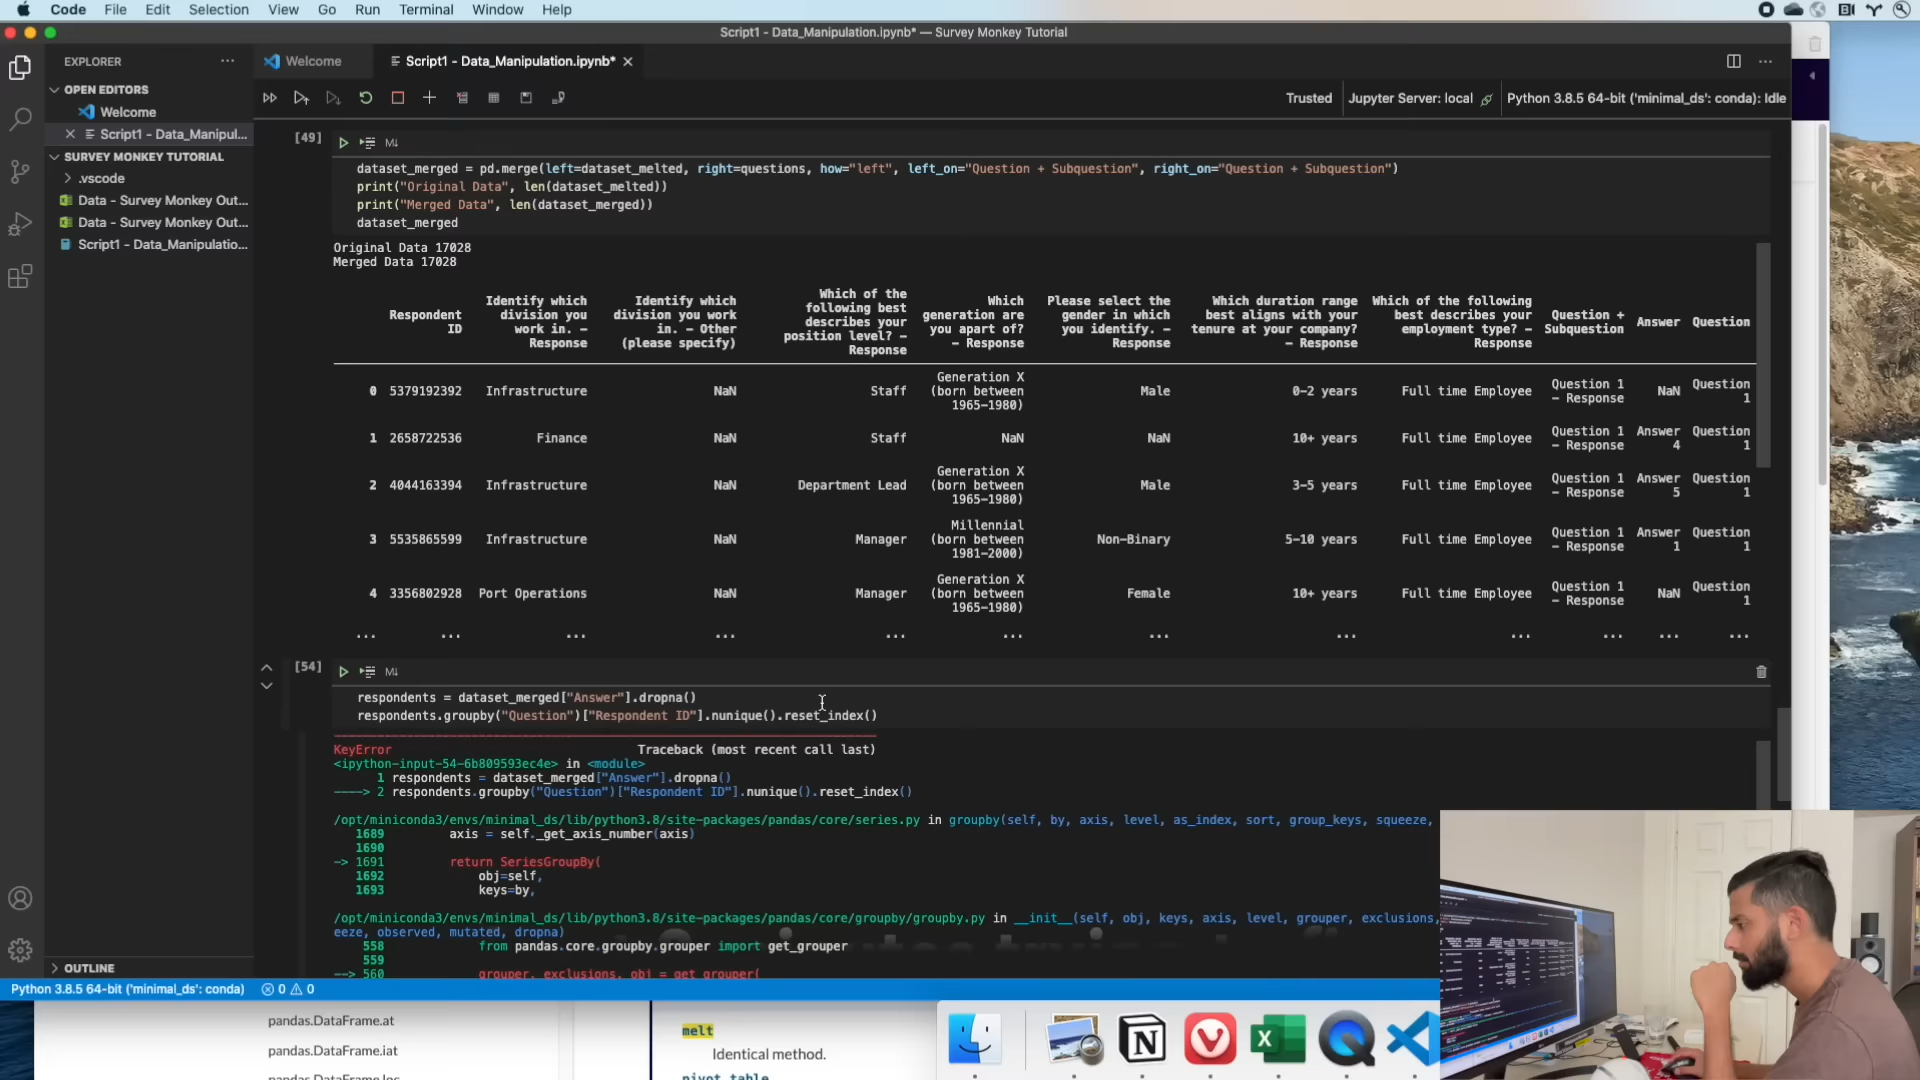 Code File Edit Selection View Go Run Terminal Window Help
Script1 - Data_Manipulation.ipynb* — Survey Monkey Tutorial
EXPLORER
Welcome
Script1 - Data_Manipulation.ipynb*
OPEN EDITORS
Welcome
Script1 - Data_Manipul...
SURVEY MONKEY TUTORIAL
.vscode
Data - Survey Monkey Out...
Data - Survey Monkey Out...
Script1 - Data_Manipulatio...
OUTLINE
Trusted
Jupyter Server: local
Python 3.8.5 64-bit ('minimal_ds': conda): Idle
[49]
M↓
dataset_merged = pd.merge(left=dataset_melted, right=questions, how="left", left_on="Question + Subquestion", right_on="Question + Subquestion")
print("Original Data", len(dataset_melted))
print("Merged Data", len(dataset_merged))
dataset_merged
Original Data 17028
Merged Data 17028
Respondent ID
Identify which division you work in. - Response
Identify which division you work in. - Other (please specify)
Which of the following best describes your position level? - Response
Which generation are you apart of? - Response
Please select the gender in which you identify. - Response
Which duration range best aligns with your tenure at your company? - Response
Which of the following best describes your employment type? - Response
Question + Subquestion
Answer
Question
0 5379192392 Infrastructure NaN Staff Generation X (born between 1965-1980) Male 0-2 years Full time Employee Question 1 - Response NaN Question 1
1 2658722536 Finance NaN Staff NaN NaN 10+ years Full time Employee Question 1 - Response Answer 4 Question 1
2 4044163394 Infrastructure NaN Department Lead Generation X (born between 1965-1980) Male 3-5 years Full time Employee Question 1 - Response Answer 5 Question 1
3 5535865599 Infrastructure NaN Manager Millennial (born between 1981-2000) Non-Binary 5-10 years Full time Employee Question 1 - Response Answer 1 Question 1
4 3356802928 Port Operations NaN Manager Generation X (born between 1965-1980) Female 10+ years Full time Employee Question 1 - Response NaN Question 1
... ... ... ... ... ... ... ... ... ... ... ...
[54]
M↓
respondents = dataset_merged["Answer"].dropna()
respondents.groupby("Question")["Respondent ID"].nunique().reset_index()
KeyError Traceback (most recent call last)
<ipython-input-54-6b809593ec4e> in <module>
1 respondents = dataset_merged["Answer"].dropna()
----> 2 respondents.groupby("Question")["Respondent ID"].nunique().reset_index()
/opt/miniconda3/envs/minimal_ds/lib/python3.8/site-packages/pandas/core/series.py in groupby(self, by, axis, level, as_index, sort, group_keys, squeeze,
1689 axis = self._get_axis_number(axis)
1690
-> 1691 return SeriesGroupBy(
1692 obj=self,
1693 keys=by,
/opt/miniconda3/envs/minimal_ds/lib/python3.8/site-packages/pandas/core/groupby/groupby.py in __init__(self, obj, keys, axis, level, grouper, exclusions,
eeze, observed, mutated, dropna)
558 from pandas.core.groupby.grouper import get_grouper
559
--> 560 grouper, exclusions, obj = get_grouper(
Python 3.8.5 64-bit ('minimal_ds': conda) 0 0
pandas.DataFrame.at
pandas.DataFrame.iat
pandas.DataFrame.loc
melt
Identical method.
pivot_table